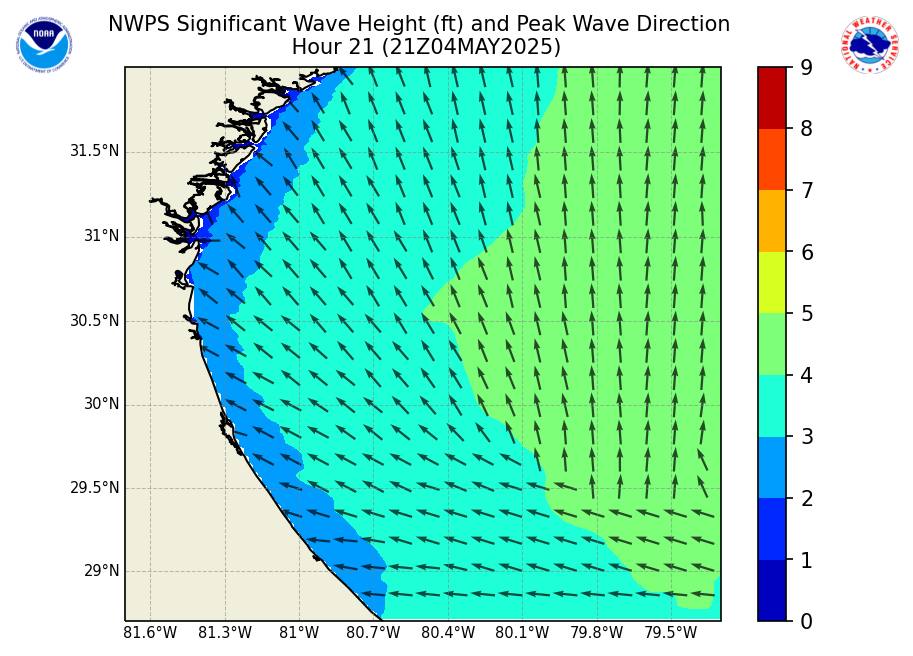 NWPS Significant Wave Height (ft) and Peak Wave Direction
Hour 21 (21Z04MAY2025)
NOAA
NATIONAL WEATHER SERVICE
31.5°N
31°N
30.5°N
30°N
29.5°N
29°N
81.6°W 81.3°W 81°W 80.7°W 80.4°W 80.1°W 79.8°W 79.5°W
9
8
7
6
5
4
3
2
1
0